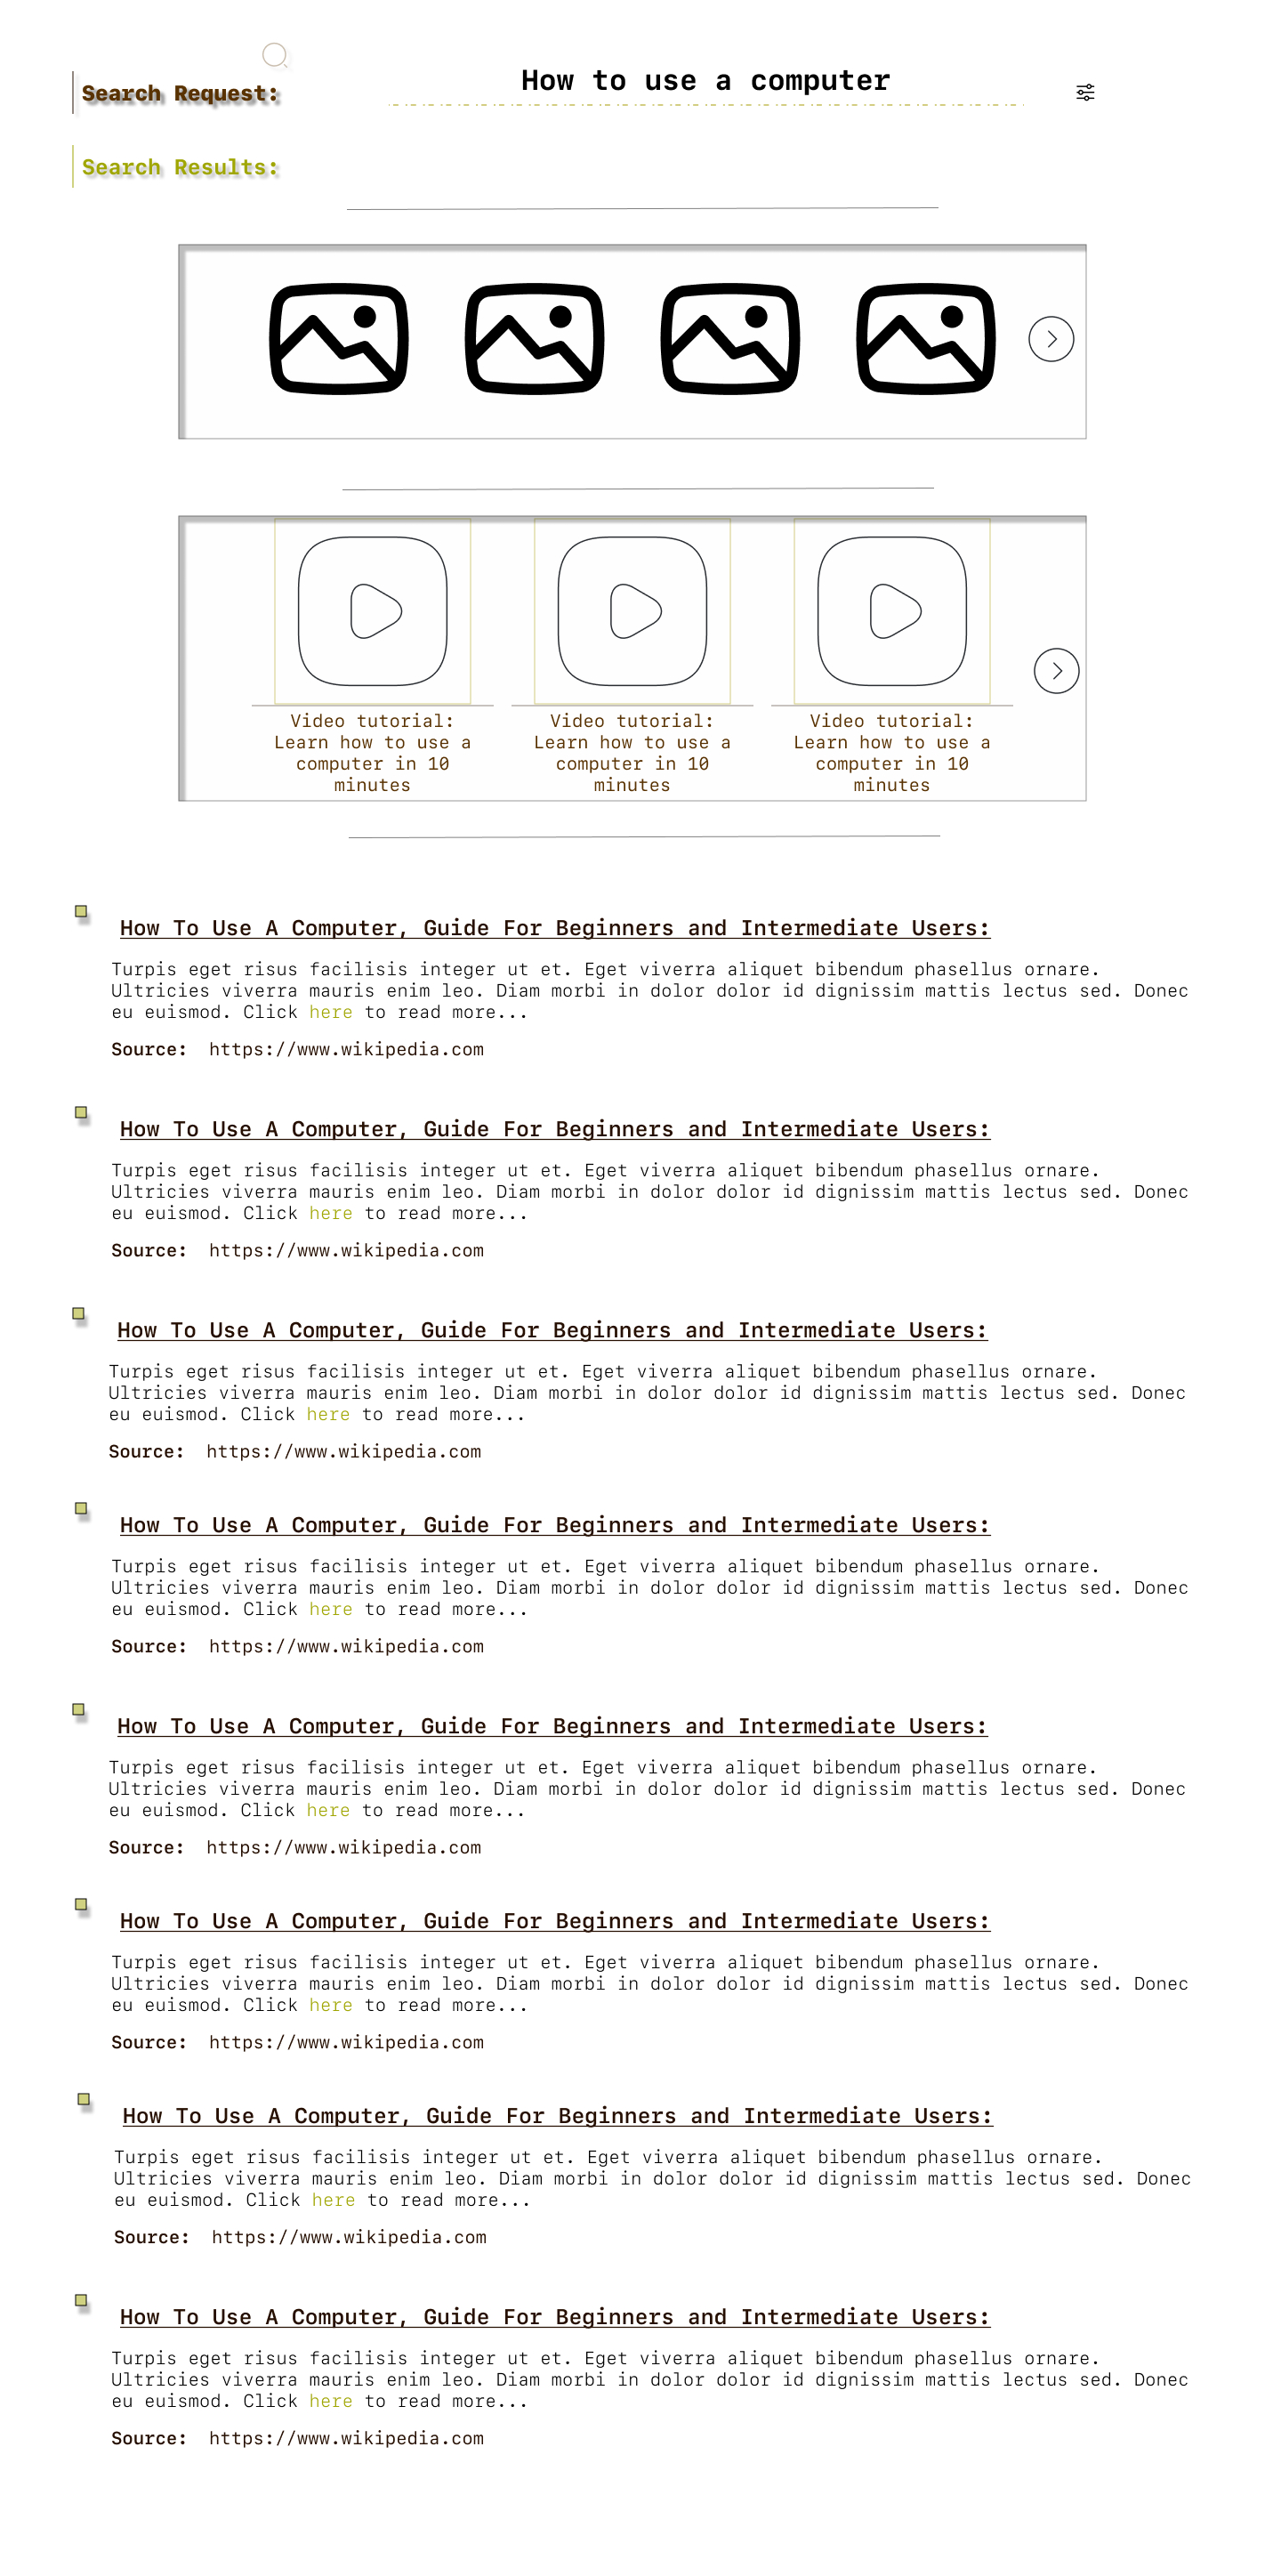 Search Request:
How to use a computer
Search Results:
Video tutorial:
Learn how to use a
computer in 10
minutes
Video tutorial:
Learn how to use a
computer in 10
minutes
Video tutorial:
Learn how to use a
computer in 10
minutes
How To Use A Computer, Guide For Beginners and Intermediate Users:
Turpis eget risus facilisis integer ut et. Eget viverra aliquet bibendum phasellus ornare.
Ultricies viverra mauris enim leo. Diam morbi in dolor dolor id dignissim mattis lectus sed. Donec
eu euismod. Click here to read more...
Source: https://www.wikipedia.com
How To Use A Computer, Guide For Beginners and Intermediate Users:
Turpis eget risus facilisis integer ut et. Eget viverra aliquet bibendum phasellus ornare.
Ultricies viverra mauris enim leo. Diam morbi in dolor dolor id dignissim mattis lectus sed. Donec
eu euismod. Click here to read more...
Source: https://www.wikipedia.com
How To Use A Computer, Guide For Beginners and Intermediate Users:
Turpis eget risus facilisis integer ut et. Eget viverra aliquet bibendum phasellus ornare.
Ultricies viverra mauris enim leo. Diam morbi in dolor dolor id dignissim mattis lectus sed. Donec
eu euismod. Click here to read more...
Source: https://www.wikipedia.com
How To Use A Computer, Guide For Beginners and Intermediate Users:
Turpis eget risus facilisis integer ut et. Eget viverra aliquet bibendum phasellus ornare.
Ultricies viverra mauris enim leo. Diam morbi in dolor dolor id dignissim mattis lectus sed. Donec
eu euismod. Click here to read more...
Source: https://www.wikipedia.com
How To Use A Computer, Guide For Beginners and Intermediate Users:
Turpis eget risus facilisis integer ut et. Eget viverra aliquet bibendum phasellus ornare.
Ultricies viverra mauris enim leo. Diam morbi in dolor dolor id dignissim mattis lectus sed. Donec
eu euismod. Click here to read more...
Source: https://www.wikipedia.com
How To Use A Computer, Guide For Beginners and Intermediate Users:
Turpis eget risus facilisis integer ut et. Eget viverra aliquet bibendum phasellus ornare.
Ultricies viverra mauris enim leo. Diam morbi in dolor dolor id dignissim mattis lectus sed. Donec
eu euismod. Click here to read more...
Source: https://www.wikipedia.com
How To Use A Computer, Guide For Beginners and Intermediate Users:
Turpis eget risus facilisis integer ut et. Eget viverra aliquet bibendum phasellus ornare.
Ultricies viverra mauris enim leo. Diam morbi in dolor dolor id dignissim mattis lectus sed. Donec
eu euismod. Click here to read more...
Source: https://www.wikipedia.com
How To Use A Computer, Guide For Beginners and Intermediate Users:
Turpis eget risus facilisis integer ut et. Eget viverra aliquet bibendum phasellus ornare.
Ultricies viverra mauris enim leo. Diam morbi in dolor dolor id dignissim mattis lectus sed. Donec
eu euismod. Click here to read more...
Source: https://www.wikipedia.com